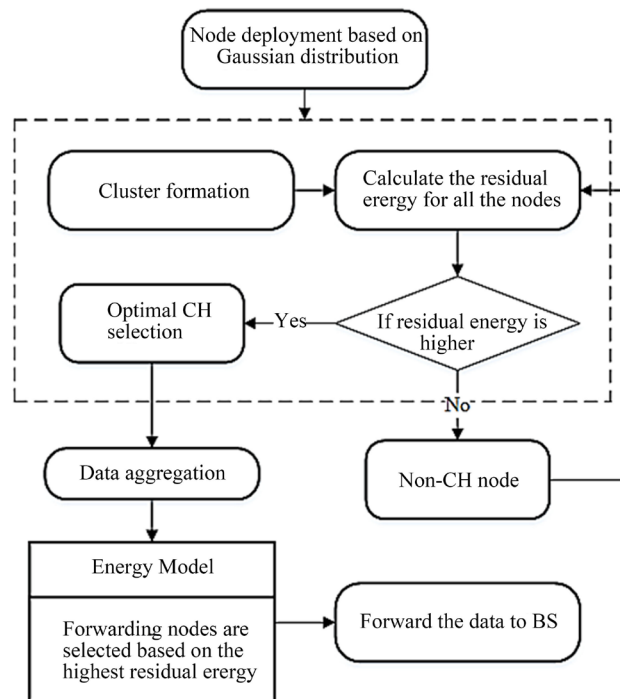 Node deployment based on
Gaussian distribution
Cluster formation
Calculate the residual
energy for all the nodes
Optimal CH
selection
Yes
If residual energy is
higher
No
Data aggregation
Non-CH node
Energy Model
Forwarding nodes are
selected based on the
highest residual energy
Forward the data to BS